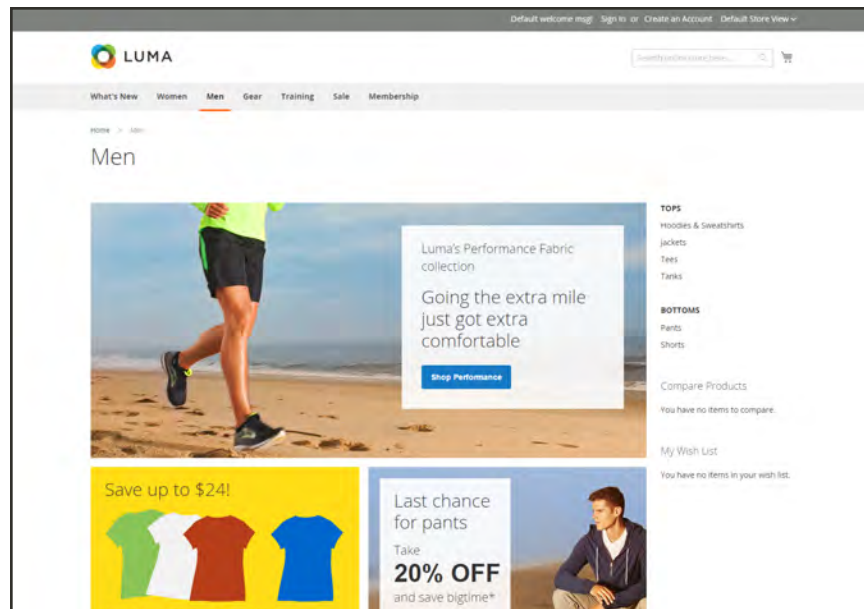 Default welcome msg! Sign In or Create an Account Default Store View
LUMA
Search entire store here...
What's New Women Men Gear Training Sale Membership
Home > Men
Men
Luma's Performance Fabric
collection
Going the extra mile
just got extra
comfortable
Shop Performance
TOPS
Hoodies & Sweatshirts
Jackets
Tees
Tanks
BOTTOMS
Pants
Shorts
Compare Products
You have no items to compare.
My Wish List
You have no items in your wish list.
Save up to $24!
Last chance
for pants
Take
20% OFF
and save bigtime*